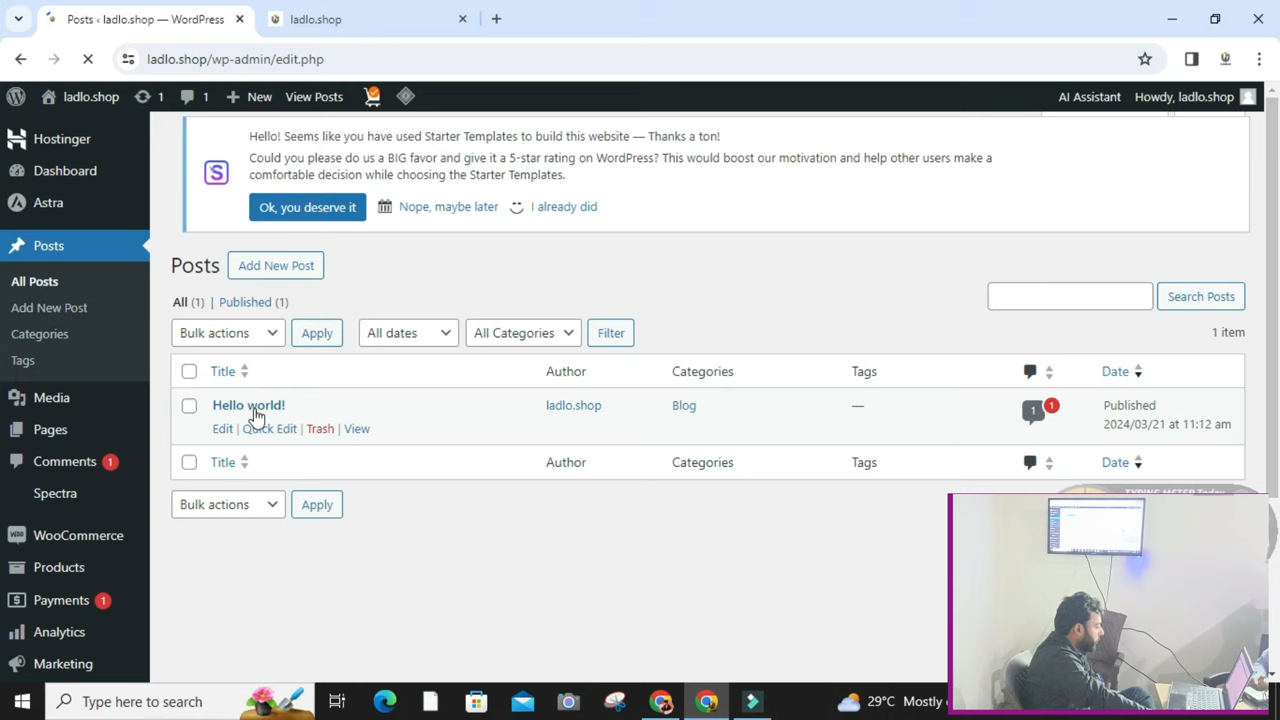 Posts ‹ ladlo.shop — WordPress
ladlo.shop
ladlo.shop/wp-admin/edit.php
ladlo.shop 1 1 New View Posts AI Assistant Howdy, ladlo.shop
Hostinger
Dashboard
Astra
Posts
All Posts
Add New Post
Categories
Tags
Media
Pages
Comments 1
Spectra
WooCommerce
Products
Payments 1
Analytics
Marketing
Hello! Seems like you have used Starter Templates to build this website — Thanks a ton!
Could you please do us a BIG favor and give it a 5-star rating on WordPress? This would boost our motivation and help other users make a
comfortable decision while choosing the Starter Templates.
Ok, you deserve it Nope, maybe later I already did
Posts Add New Post
All (1) | Published (1)
Search Posts
Bulk actions Apply All dates All Categories Filter 1 item
Title Author Categories Tags Date
Hello world! ladlo.shop Blog — 1 1 Published
Edit | Quick Edit | Trash | View 2024/03/21 at 11:12 am
Title Author Categories Tags Date
Bulk actions Apply
Type here to search
29°C Mostly